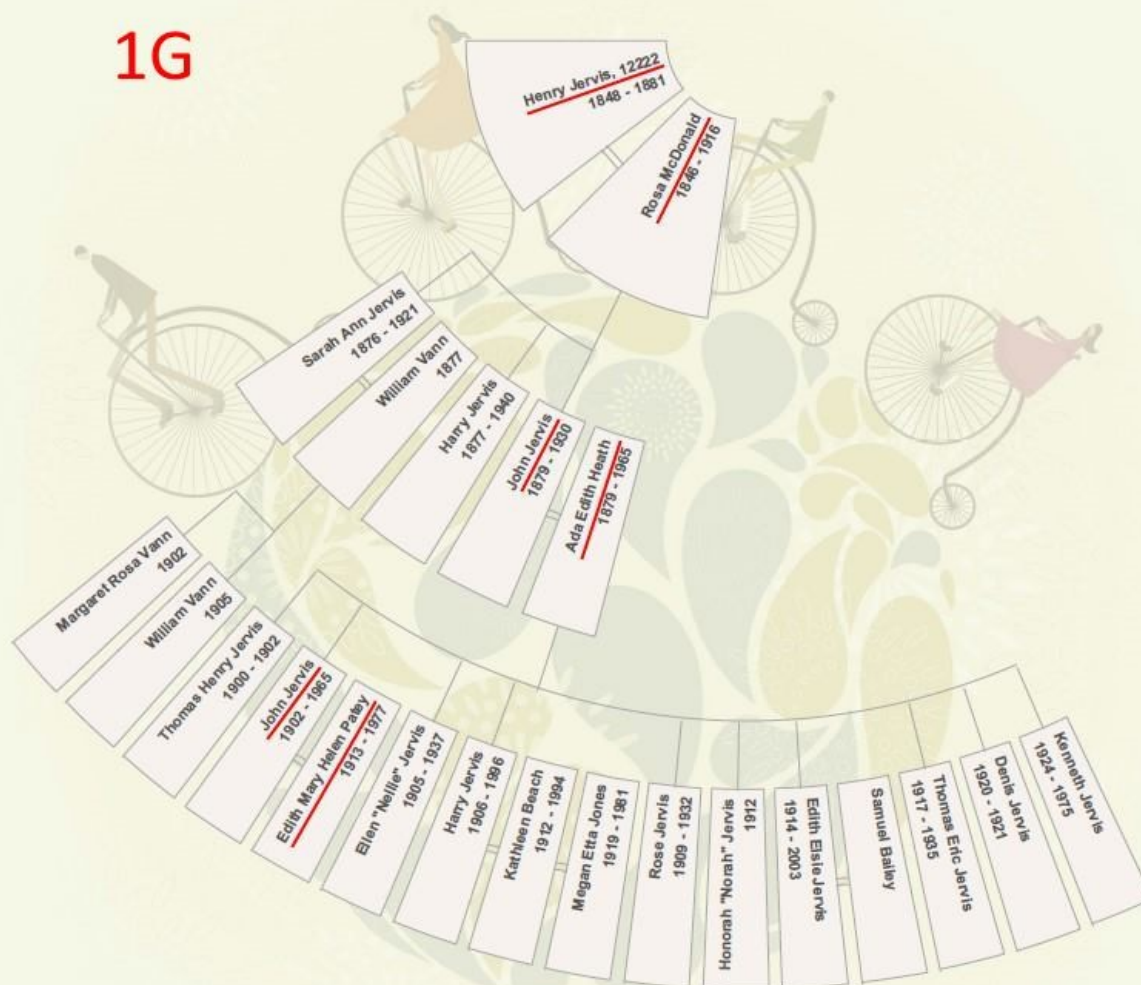 1G
Henry Jervis, 12222
1848 - 1881
Rosa McDonald
1846 - 1916
Sarah Ann Jervis
1876 - 1921
William Vann
1877
Harry Jervis
1877 - 1940
John Jervis
1879 - 1930
Ada Edith Heath
1879 - 1965
Margaret Rosa Vann
1902
William Vann
1905
Thomas Henry Jervis
1900 - 1902
John Jervis
1902 - 1965
Edith Mary Helen Patey
1913 - 1977
Ellen "Nellie" Jervis
1905 - 1937
Harry Jervis
1906 - 1996
Kathleen Beach
1912 - 1994
Megan Etta Jones
1919 - 1981
Rose Jervis
1909 - 1932
Honorah "Norah" Jervis
1912
Edith Elsie Jervis
1914 - 2003
Samuel Bailey
Thomas Eric Jervis
1917 - 1935
Denis Jervis
1920 - 1921
Kenneth Jervis
1924 - 1975